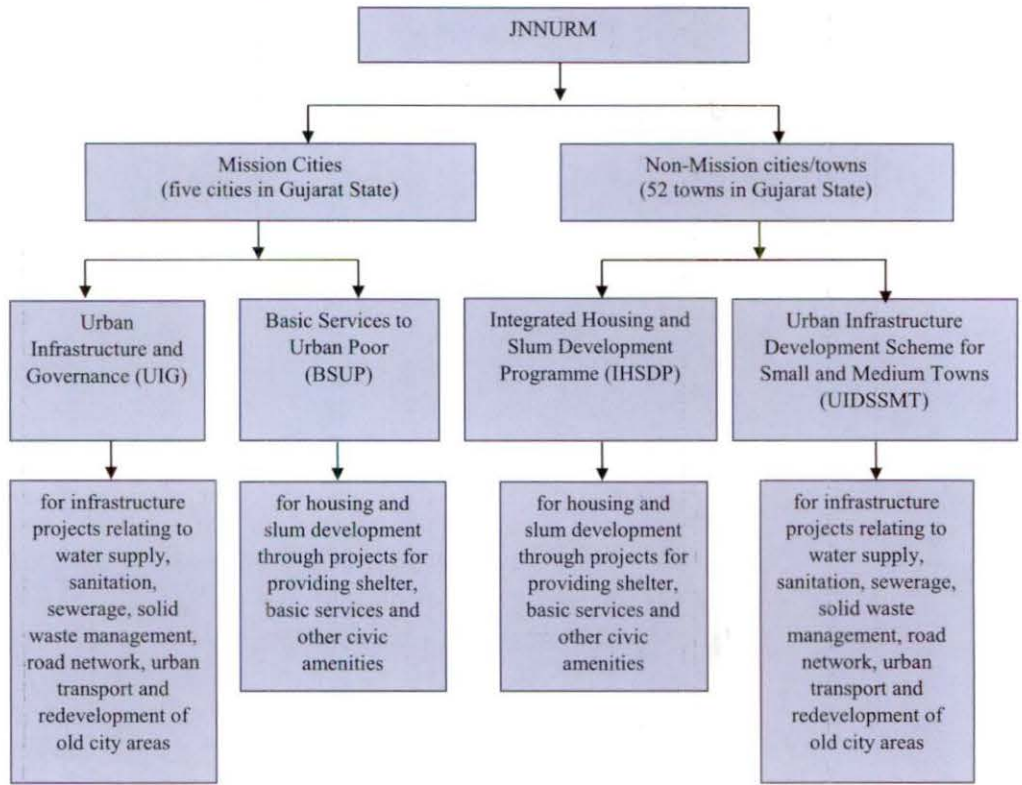 JNNURM
Mission Cities
(five cities in Gujarat State)
Non-Mission cities/towns
(52 towns in Gujarat State)
Urban
Infrastructure and
Governance (UIG)
Basic Services to
Urban Poor
(BSUP)
Integrated Housing and
Slum Development
Programme (IHSDP)
Urban Infrastructure
Development Scheme for
Small and Medium Towns
(UIDSSMT)
for infrastructure
projects relating to
water supply,
sanitation,
sewerage, solid
waste management,
road network, urban
transport and
redevelopment of
old city areas
for housing and
slum development
through projects for
providing shelter,
basic services and
other civic
amenities
for housing and
slum development
through projects for
providing shelter,
basic services and
other civic
amenities
for infrastructure
projects relating to
water supply,
sanitation, sewerage,
solid waste
management, road
network, urban
transport and
redevelopment of
old city areas